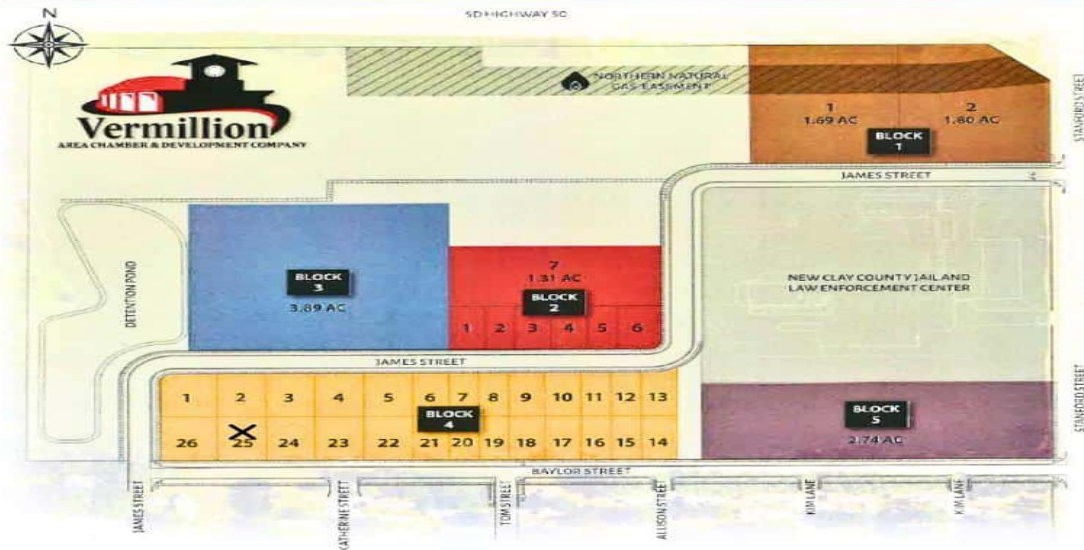 N
SD HIGHWAY 50
Vermillion
AREA CHAMBER & DEVELOPMENT COMPANY
NORTHERN NATURAL
GAS EASEMENT
1
1.69 AC
2
1.80 AC
BLOCK
1
STANFORD STREET
JAMES STREET
DETENTION POND
BLOCK
3
3.89 AC
7
1.31 AC
BLOCK
2
1 2 3 4 5 6
NEW CLAY COUNTY JAIL AND
LAW ENFORCEMENT CENTER
JAMES STREET
STANFORD STREET
1 2 3 4 5 6 7 8 9 10 11 12 13
BLOCK
4
26 25 24 23 22 21 20 19 18 17 16 15 14
BLOCK
5
2.74 AC
BAYLOR STREET
JAMES STREET
CATHERINE STREET
TOM STREET
ALLISON STREET
KIM LANE
KIM LANE